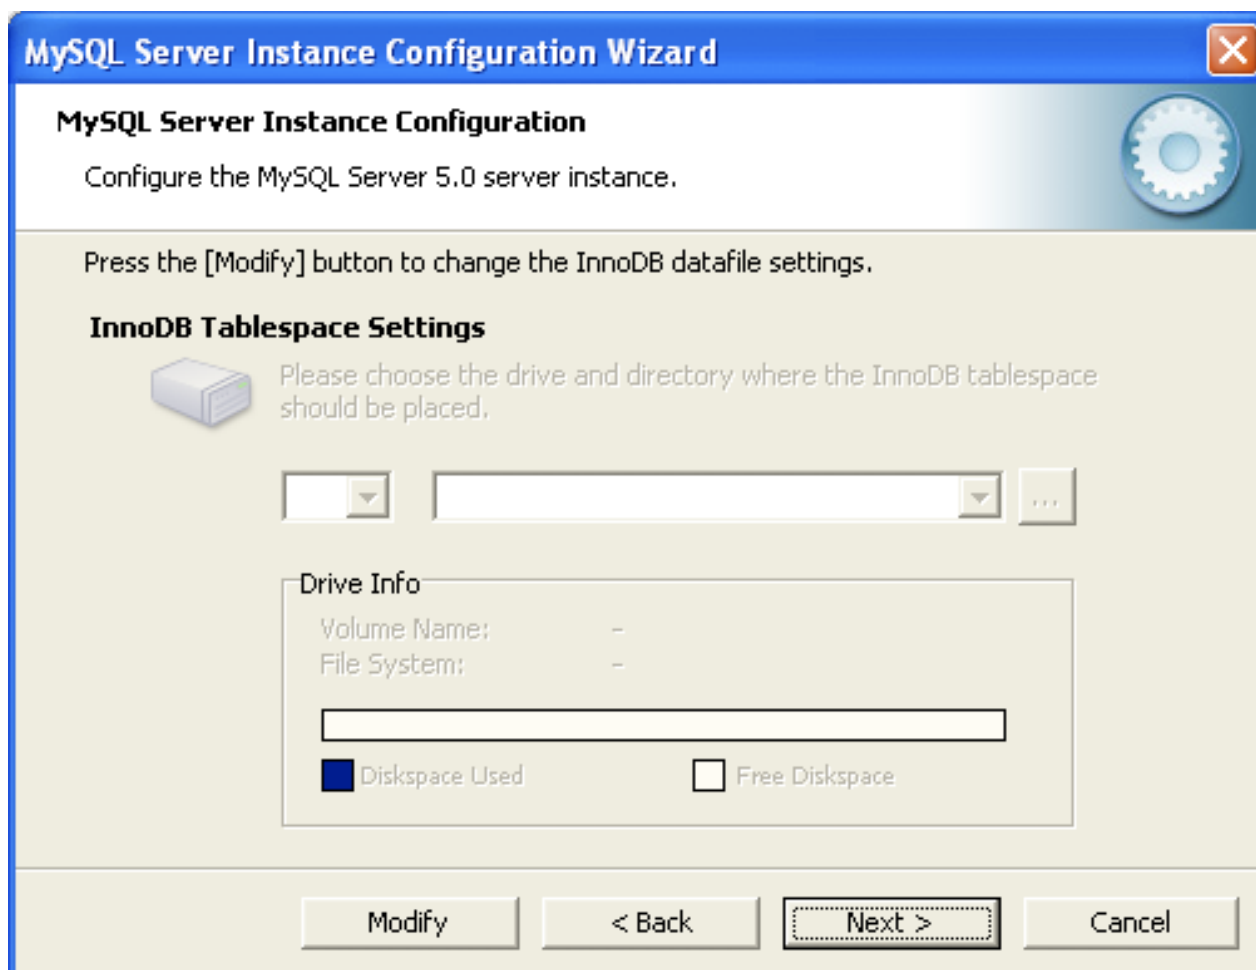 MySQL Server Instance Configuration Wizard
MySQL Server Instance Configuration
Configure the MySQL Server 5.0 server instance.
Press the [Modify] button to change the InnoDB datafile settings.
InnoDB Tablespace Settings
Please choose the drive and directory where the InnoDB tablespace
should be placed.
...
Drive Info
Volume Name: -
File System: -
Diskspace Used Free Diskspace
Modify < Back Next > Cancel